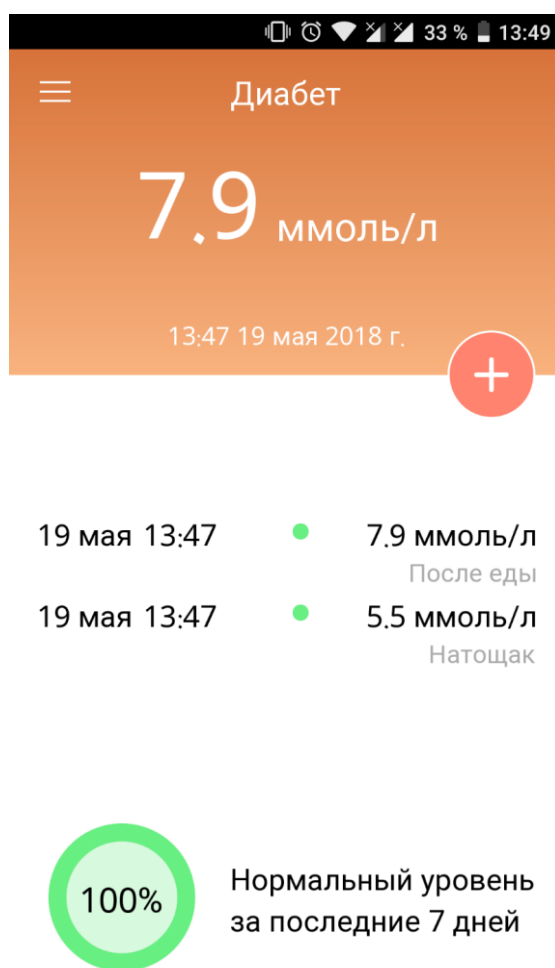 33 % 13:49
Диабет
7.9 ммоль/л
13:47 19 мая 2018 г.
+
19 мая 13:47 7.9 ммоль/л
После еды
19 мая 13:47 5.5 ммоль/л
Натощак
100%
Нормальный уровень
за последние 7 дней